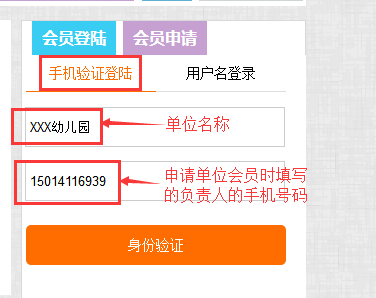 会员登陆 会员申请
手机验证登陆 用户名登录
XXX幼儿园 单位名称
15014116939 申请单位会员时填写
的负责人的手机号码
身份验证